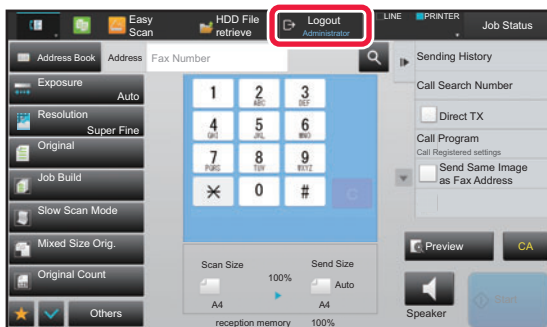 Easy
Scan
HDD File
retrieve
Logout
Administrator
LINE
PRINTER
Job Status
Address Book
Address
Fax Number
Sending History
Exposure
Auto
Call Search Number
Resolution
Super Fine
Direct TX
Original
Call Program
Call Registered settings
Job Build
Send Same Image
as Fax Address
Slow Scan Mode
1
2
ABC
3
DEF
4
GHI
5
JKL
6
MNO
7
PQRS
8
TUV
9
WXYZ
0
#
C
Mixed Size Orig.
Preview
CA
Original Count
Scan Size
100%
Send Size
Auto
A4
A4
Start
Others
Speaker
reception memory 100%